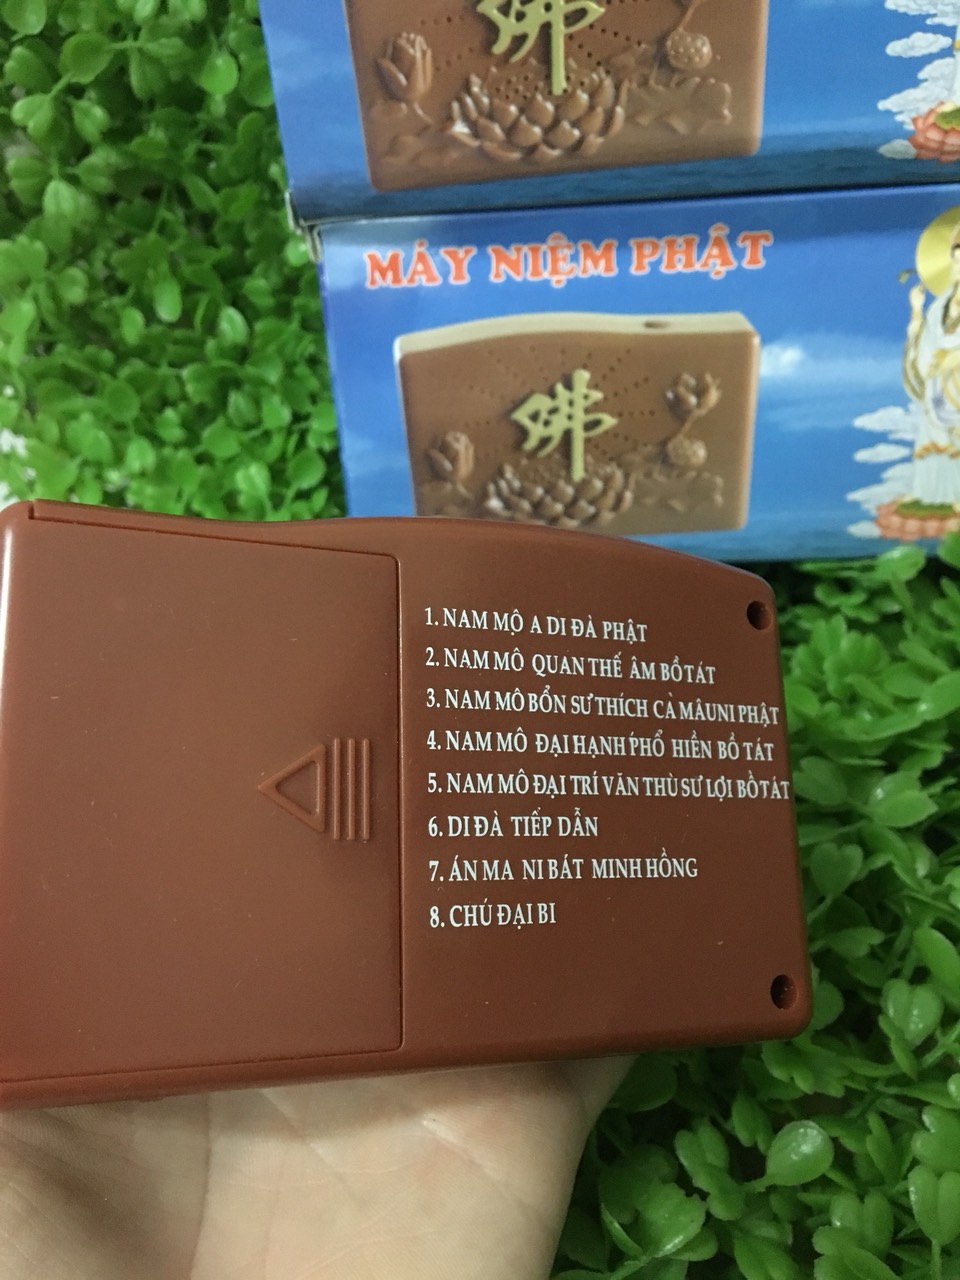 佛
MÁY NIỆM PHẬT
佛
1. NAM MỘ A DI ĐÀ PHẬT
2. NAM MÔ QUAN THẾ ÂM BỒ TÁT
3. NAM MÔ BỔN SƯ THÍCH CÀ MÂUNI PHẬT
4. NAM MÔ ĐẠI HẠNH PHỔ HIỀN BỒ TÁT
5. NAM MÔ ĐẠI TRÍ VĂN THÙ SƯ LỢI BỒ TÁT
6. DI ĐÀ TIẾP DẪN
7. ÁN MA NI BÁT MINH HỒNG
8. CHÚ ĐẠI BI